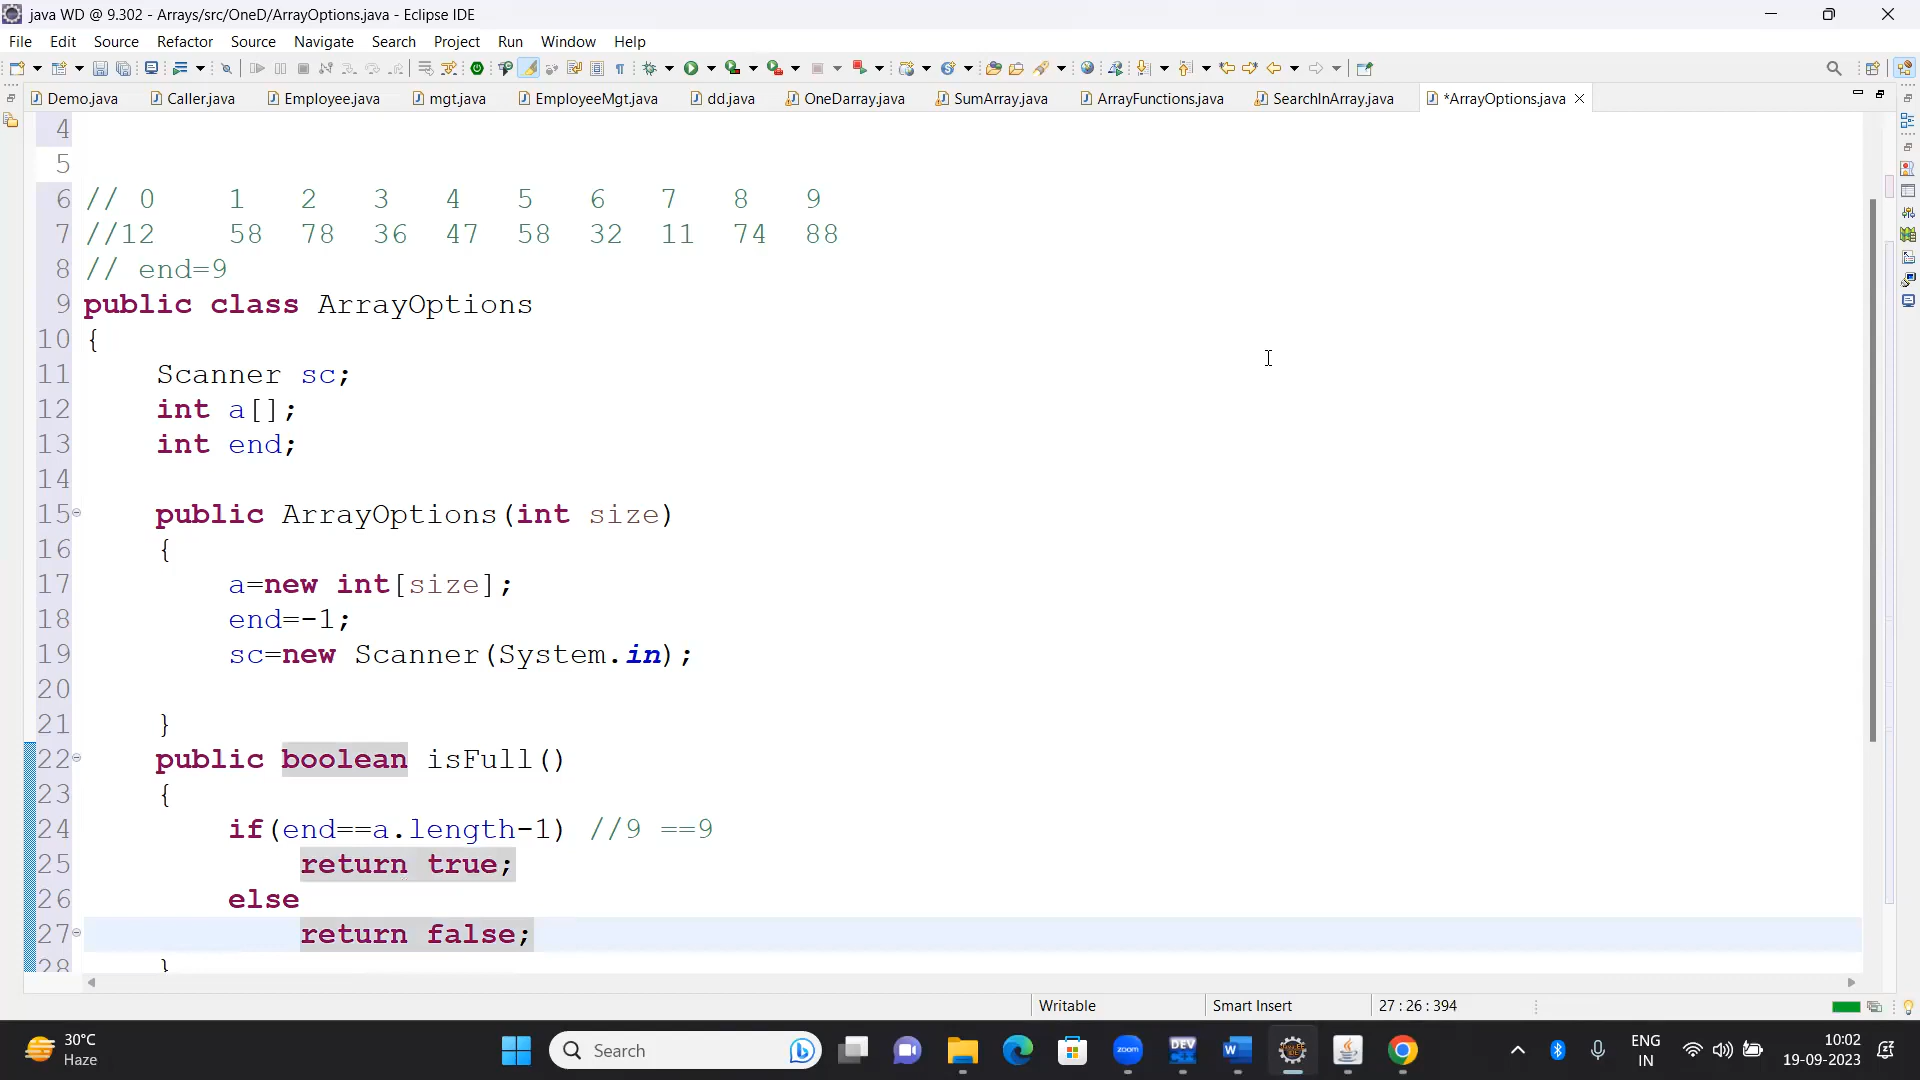 java WD @ 9.302 - Arrays/src/OneD/ArrayOptions.java - Eclipse IDE
File Edit Source Refactor Source Navigate Search Project Run Window Help
Demo.java Caller.java Employee.java mgt.java EmployeeMgt.java dd.java OneDarray.java SumArray.java ArrayFunctions.java SearchInArray.java *ArrayOptions.java
4
5
6 // 0 1 2 3 4 5 6 7 8 9
7 //12 58 78 36 47 58 32 11 74 88
8 // end=9
9 public class ArrayOptions
10 {
11 Scanner sc;
12 int a[];
13 int end;
14
15 public ArrayOptions(int size)
16 {
17 a=new int[size];
18 end=-1;
19 sc=new Scanner(System.in);
20
21 }
22 public boolean isFull()
23 {
24 if(end==a.length-1) //9 ==9
25 return true;
26 else
27 return false;
28 }
Writable Smart Insert 27 : 26 : 394
30°C
Haze
Search
zoom
DEV
ENG
IN
10:02
19-09-2023